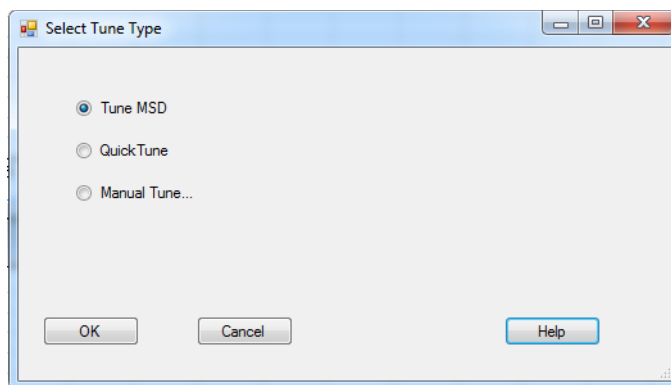 Select Tune Type
Tune MSD
QuickTune
Manual Tune...
OK Cancel Help